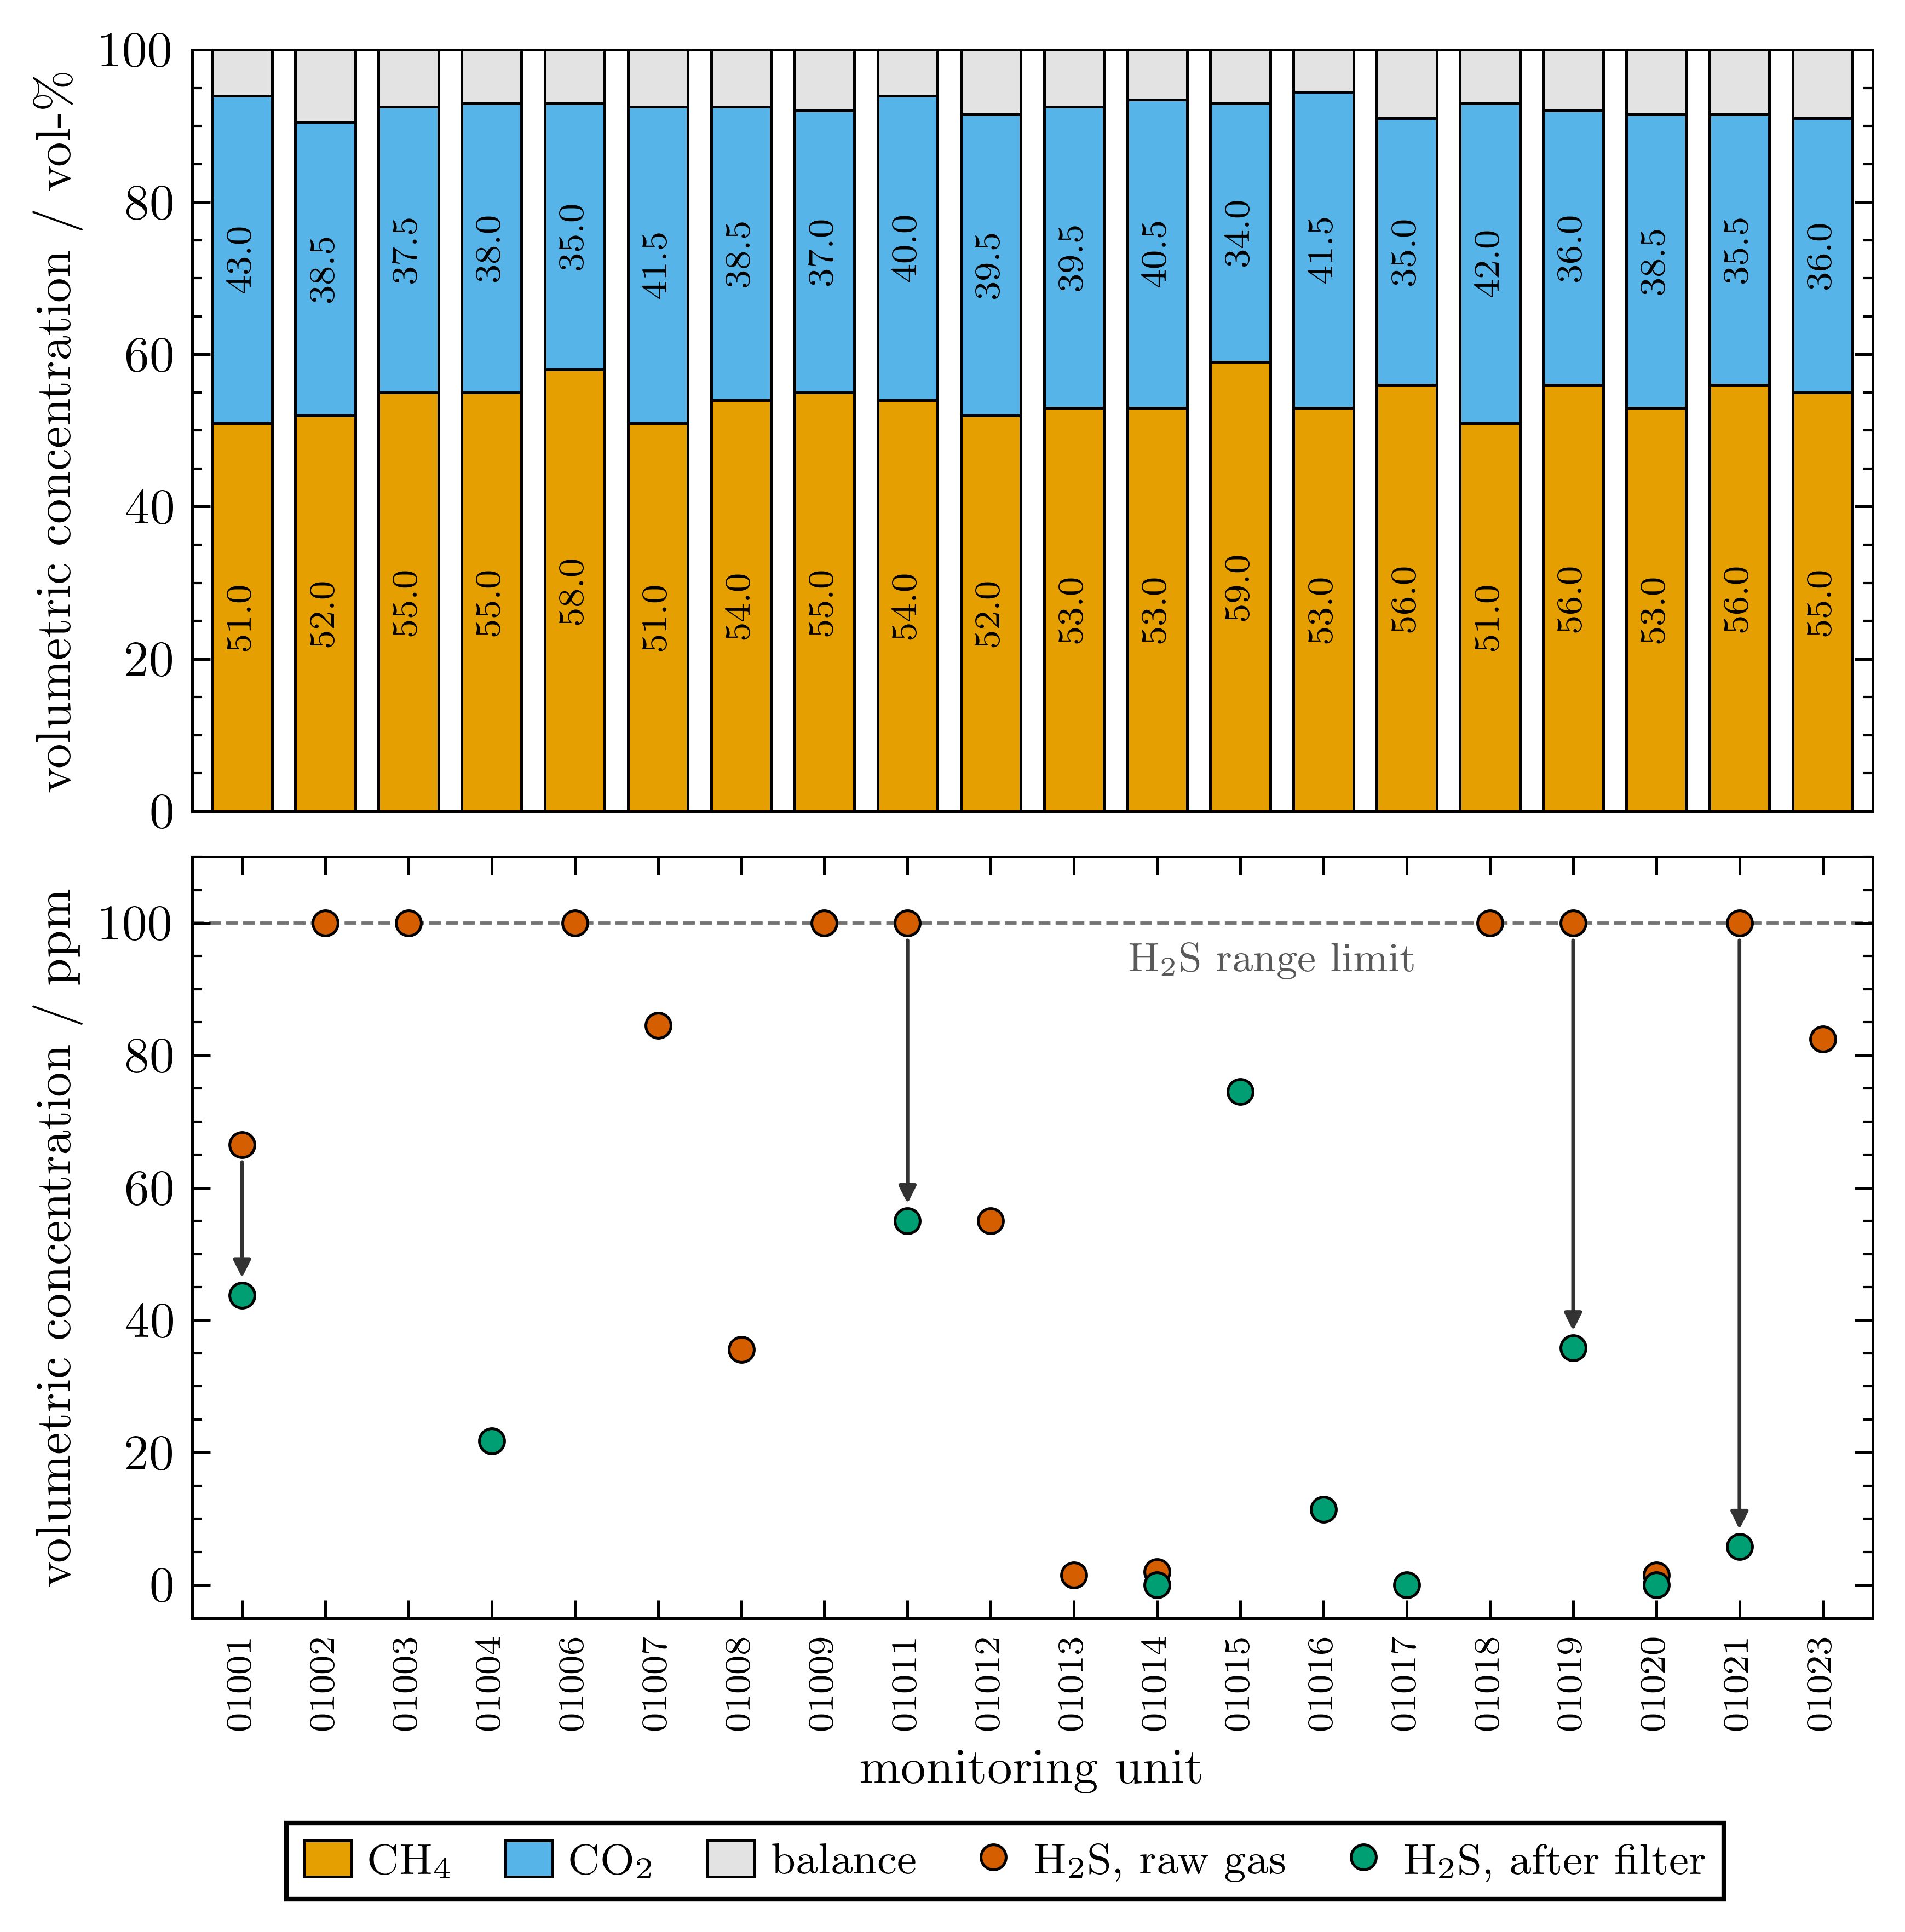 volumetric concentration / vol-%
100
80
60
40
20
0
43.0 38.5 37.5 38.0 35.0 41.5 38.5 37.0 40.0 39.5 39.5 40.5 34.0 41.5 35.0 42.0 36.0 38.5 35.5 36.0
51.0 52.0 55.0 55.0 58.0 51.0 54.0 55.0 54.0 52.0 53.0 53.0 59.0 53.0 56.0 51.0 56.0 53.0 56.0 55.0
volumetric concentration / ppm
100
80
60
40
20
0
H₂S range limit
01001 01002 01003 01004 01006 01007 01008 01009 01011 01012 01013 01014 01015 01016 01017 01018 01019 01020 01021 01023
monitoring unit
CH₄ CO₂ balance H₂S, raw gas H₂S, after filter